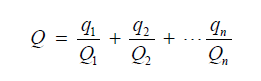 Q = q₁/Q₁ + q₂/Q₂ + ⋯ qₙ/Qₙ